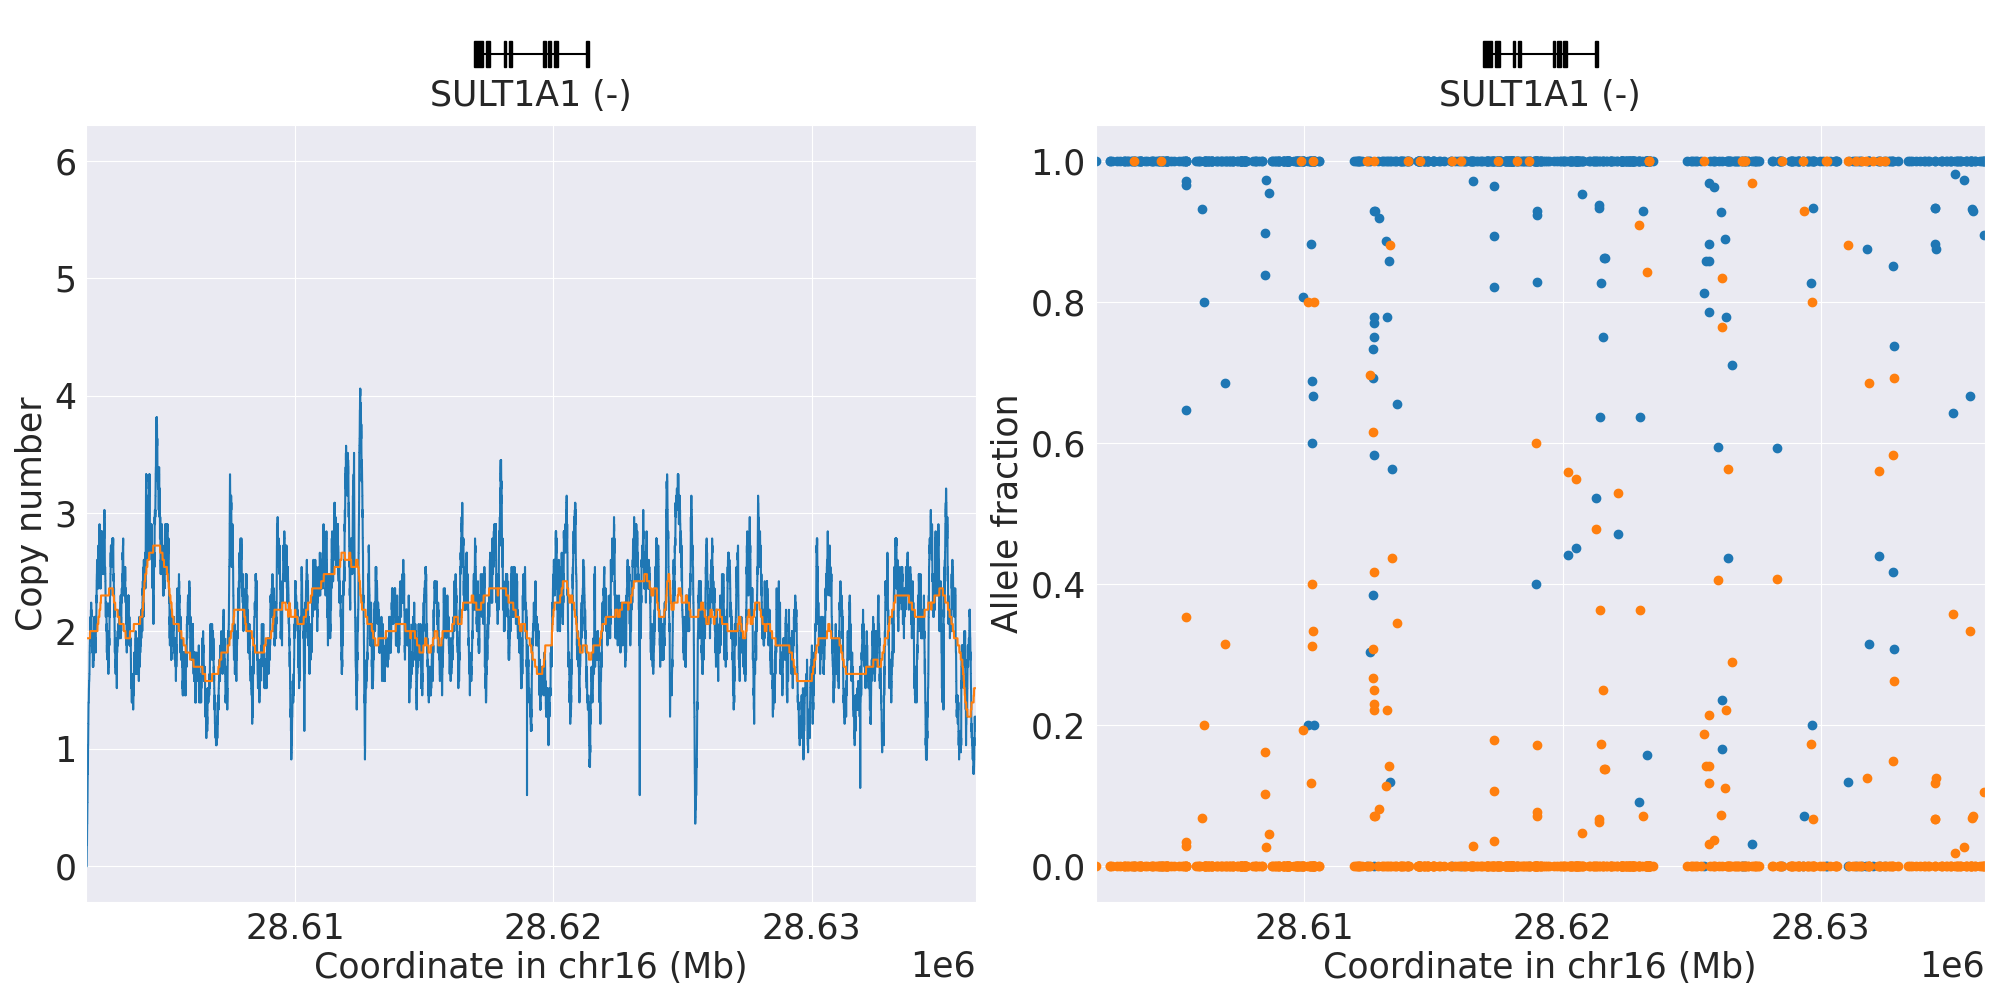 SULT1A1 (-)
6
5
4
3
2
1
0
Copy number
28.61
28.62
28.63
Coordinate in chr16 (Mb)
1e6
SULT1A1 (-)
1.0
0.8
0.6
0.4
0.2
0.0
Allele fraction
28.61
28.62
28.63
Coordinate in chr16 (Mb)
1e6